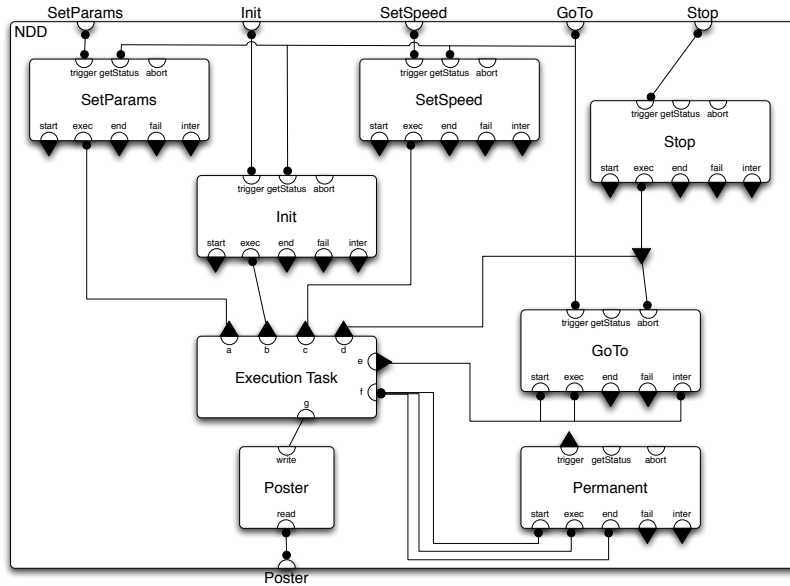 SetParams Init SetSpeed GoTo Stop
NDD
trigger getStatus abort
SetParams
start exec end fail inter
trigger getStatus abort
SetSpeed
start exec end fail inter
trigger getStatus abort
Stop
start exec end fail inter
trigger getStatus abort
Init
start exec end fail inter
trigger getStatus abort
GoTo
start exec end fail inter
a b c d
e
Execution Task
f
g
write
Poster
read
trigger getStatus abort
Permanent
start exec end fail inter
Poster